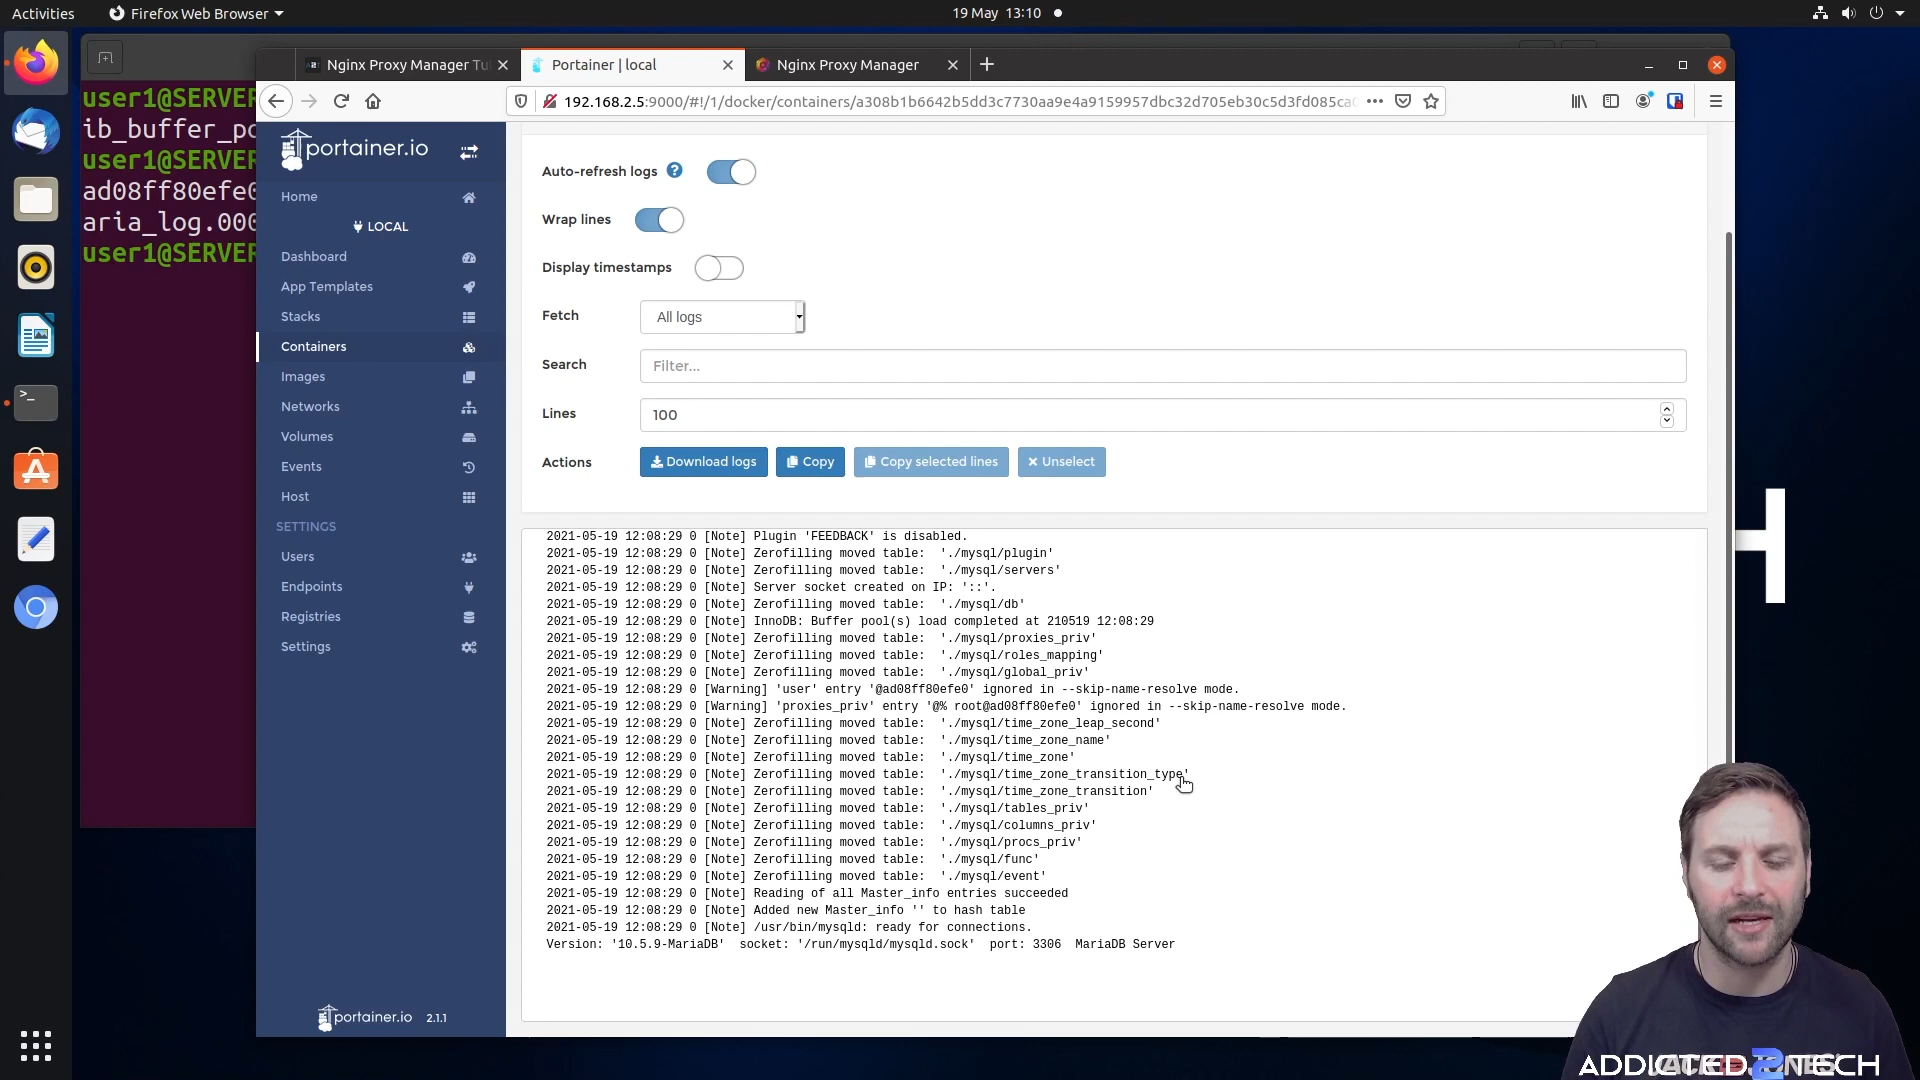 Activities
Firefox Web Browser
19 May 13:10
user1@SERVER
ib_buffer_po
user1@SERVER
ad08ff80efe0
aria_log.000
user1@SERVER
Nginx Proxy Manager Tu
Portainer | local
Nginx Proxy Manager
192.168.2.5:9000/#!/1/docker/containers/a308b1b6642b5dd3c7730aa9e4a9159957dbc32d705eb30c5d3fd085ca
portainer.io
Home
LOCAL
Dashboard
App Templates
Stacks
Containers
Images
Networks
Volumes
Events
Host
SETTINGS
Users
Endpoints
Registries
Settings
portainer.io 2.1.1
Auto-refresh logs
Wrap lines
Display timestamps
Fetch All logs
Search Filter...
Lines 100
Actions Download logs Copy Copy selected lines Unselect
2021-05-19 12:08:29 0 [Note] Plugin 'FEEDBACK' is disabled.
2021-05-19 12:08:29 0 [Note] Zerofilling moved table: './mysql/plugin'
2021-05-19 12:08:29 0 [Note] Zerofilling moved table: './mysql/servers'
2021-05-19 12:08:29 0 [Note] Server socket created on IP: '::'.
2021-05-19 12:08:29 0 [Note] Zerofilling moved table: './mysql/db'
2021-05-19 12:08:29 0 [Note] InnoDB: Buffer pool(s) load completed at 210519 12:08:29
2021-05-19 12:08:29 0 [Note] Zerofilling moved table: './mysql/proxies_priv'
2021-05-19 12:08:29 0 [Note] Zerofilling moved table: './mysql/roles_mapping'
2021-05-19 12:08:29 0 [Note] Zerofilling moved table: './mysql/global_priv'
2021-05-19 12:08:29 0 [Warning] 'user' entry '@ad08ff80efe0' ignored in --skip-name-resolve mode.
2021-05-19 12:08:29 0 [Warning] 'proxies_priv' entry '@% root@ad08ff80efe0' ignored in --skip-name-resolve mode.
2021-05-19 12:08:29 0 [Note] Zerofilling moved table: './mysql/time_zone_leap_second'
2021-05-19 12:08:29 0 [Note] Zerofilling moved table: './mysql/time_zone_name'
2021-05-19 12:08:29 0 [Note] Zerofilling moved table: './mysql/time_zone'
2021-05-19 12:08:29 0 [Note] Zerofilling moved table: './mysql/time_zone_transition_type'
2021-05-19 12:08:29 0 [Note] Zerofilling moved table: './mysql/time_zone_transition'
2021-05-19 12:08:29 0 [Note] Zerofilling moved table: './mysql/tables_priv'
2021-05-19 12:08:29 0 [Note] Zerofilling moved table: './mysql/columns_priv'
2021-05-19 12:08:29 0 [Note] Zerofilling moved table: './mysql/procs_priv'
2021-05-19 12:08:29 0 [Note] Zerofilling moved table: './mysql/func'
2021-05-19 12:08:29 0 [Note] Zerofilling moved table: './mysql/event'
2021-05-19 12:08:29 0 [Note] Reading of all Master_info entries succeeded
2021-05-19 12:08:29 0 [Note] Added new Master_info '' to hash table
2021-05-19 12:08:29 0 [Note] /usr/bin/mysqld: ready for connections.
Version: '10.5.9-MariaDB' socket: '/run/mysqld/mysqld.sock' port: 3306 MariaDB Server
H
ADDICTED2TECH